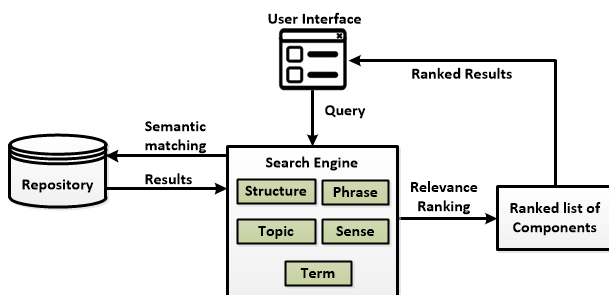 User Interface
Ranked Results
Query
Semantic
matching
Repository
Results
Search Engine
Structure
Phrase
Topic
Sense
Term
Relevance
Ranking
Ranked list of
Components